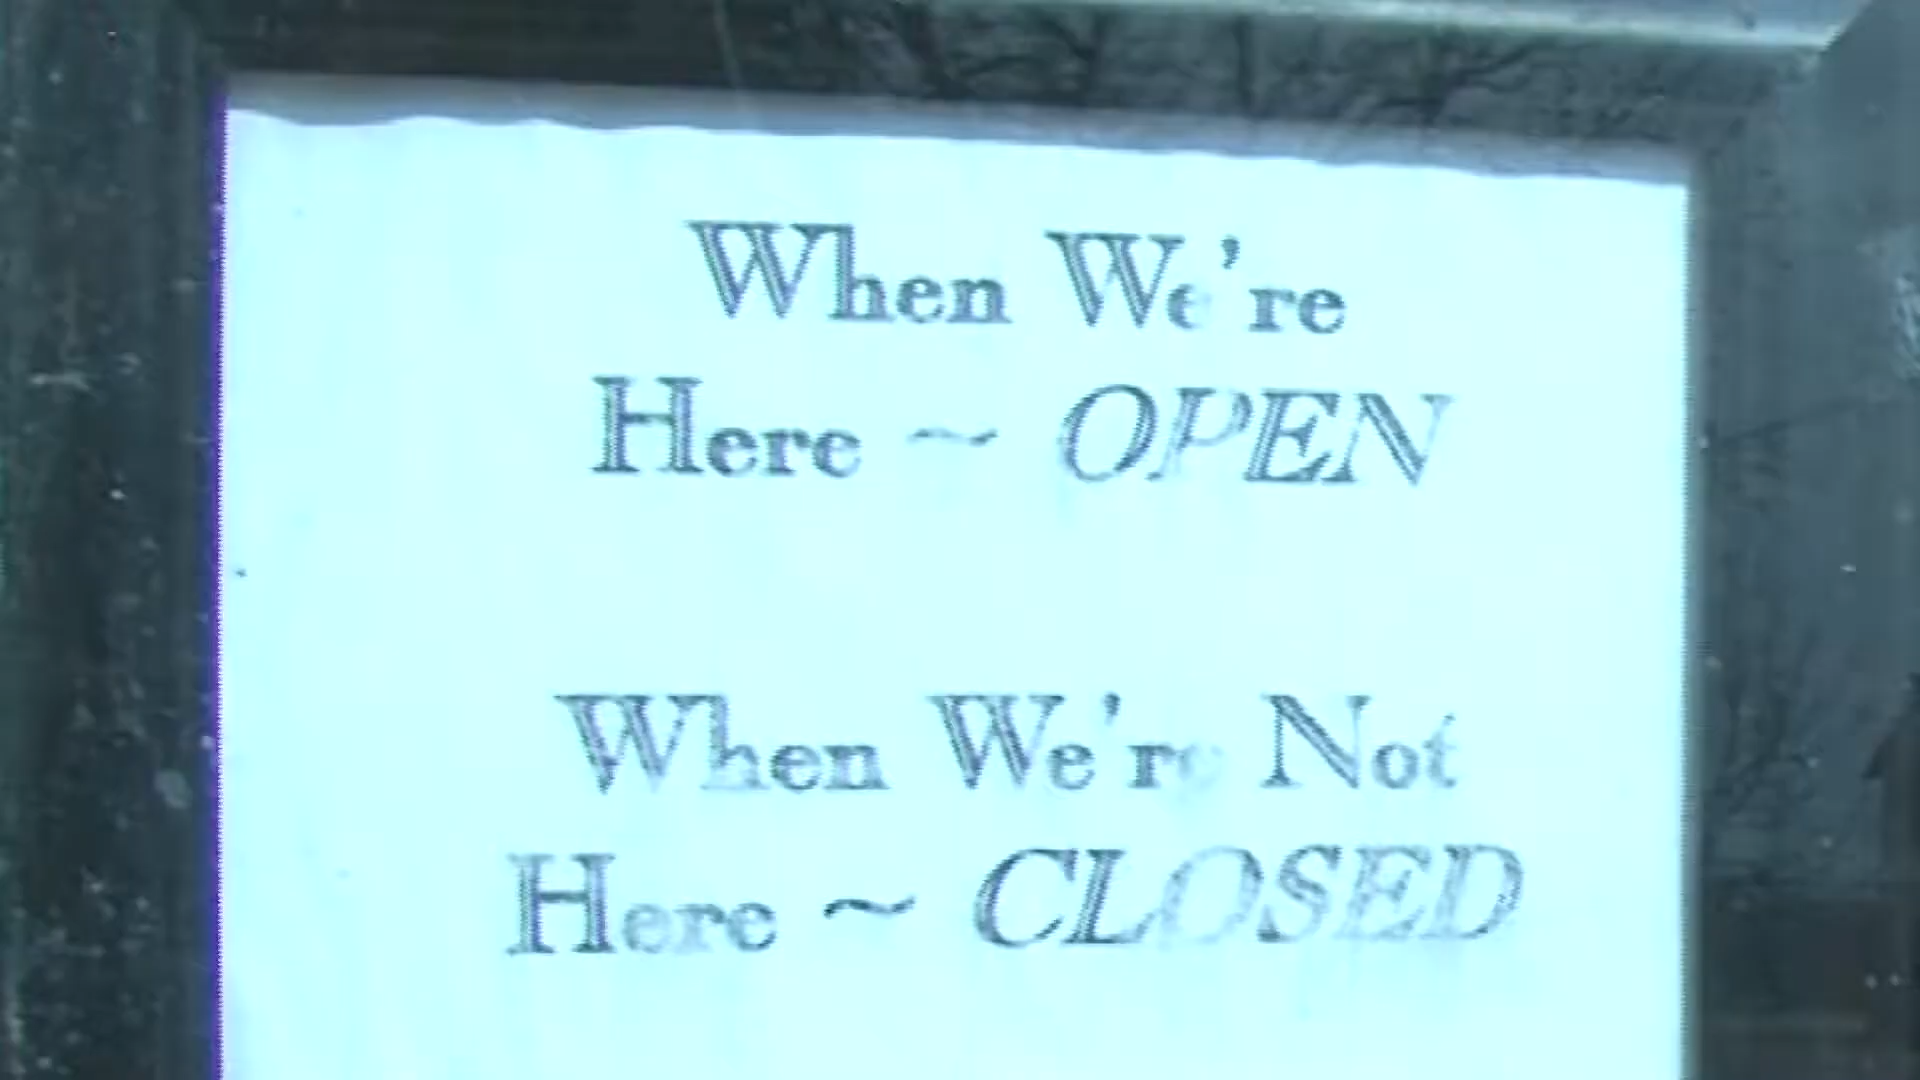 When We're
Here ~ OPEN
When We're Not
Here ~ CLOSED